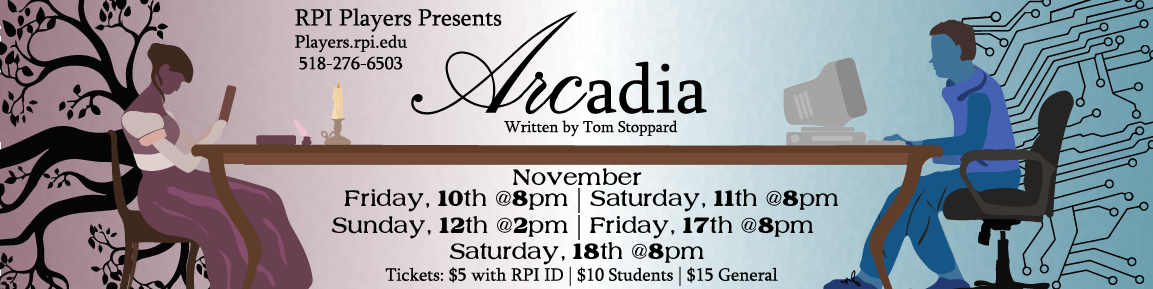 RPI Players Presents
Players.rpi.edu
518-276-6503
Arcadia
Written by Tom Stoppard
November
Friday, 10th @8pm | Saturday, 11th @8pm
Sunday, 12th @2pm | Friday, 17th @8pm
Saturday, 18th @8pm
Tickets: $5 with RPI ID | $10 Students | $15 General